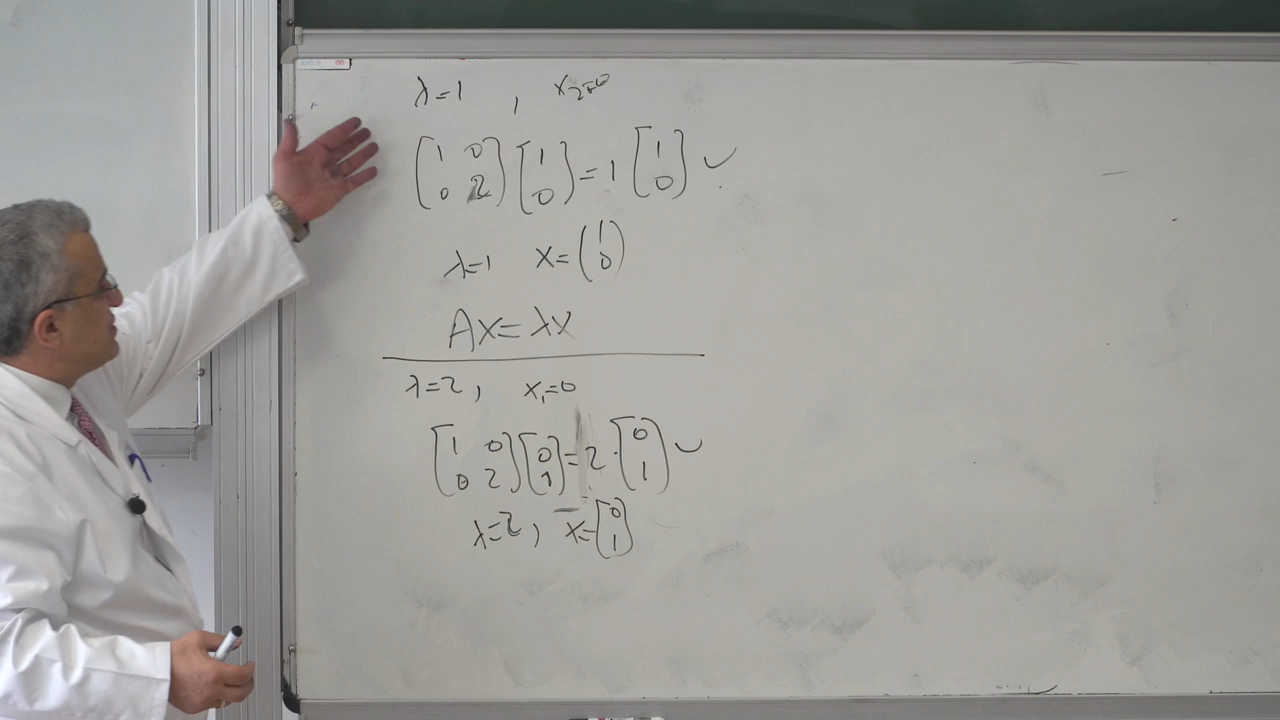 λ=1 , x₂=0
[1 0; 0 2] [1; 0] = 1 [1; 0] ✓
λ=1 x=(1; 0)
Ax=λx
λ=2, x₁=0
[1 0; 0 2] [0; 1] = 2·[0; 1] ✓
λ=2, x=[0; 1]